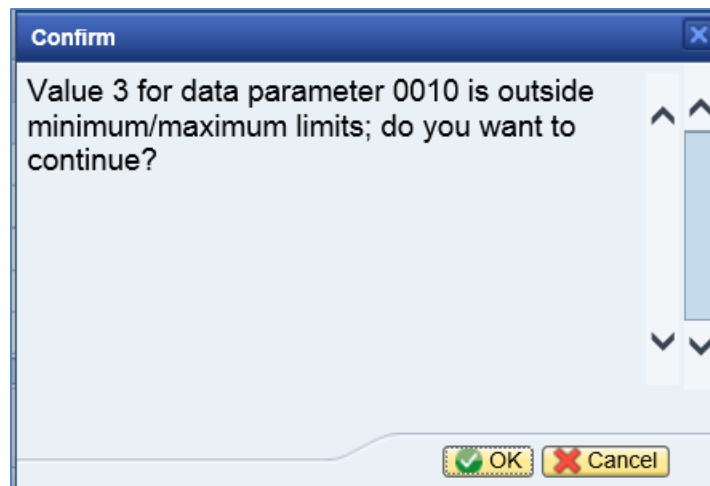 Confirm
Value 3 for data parameter 0010 is outside
minimum/maximum limits; do you want to
continue?
OK Cancel